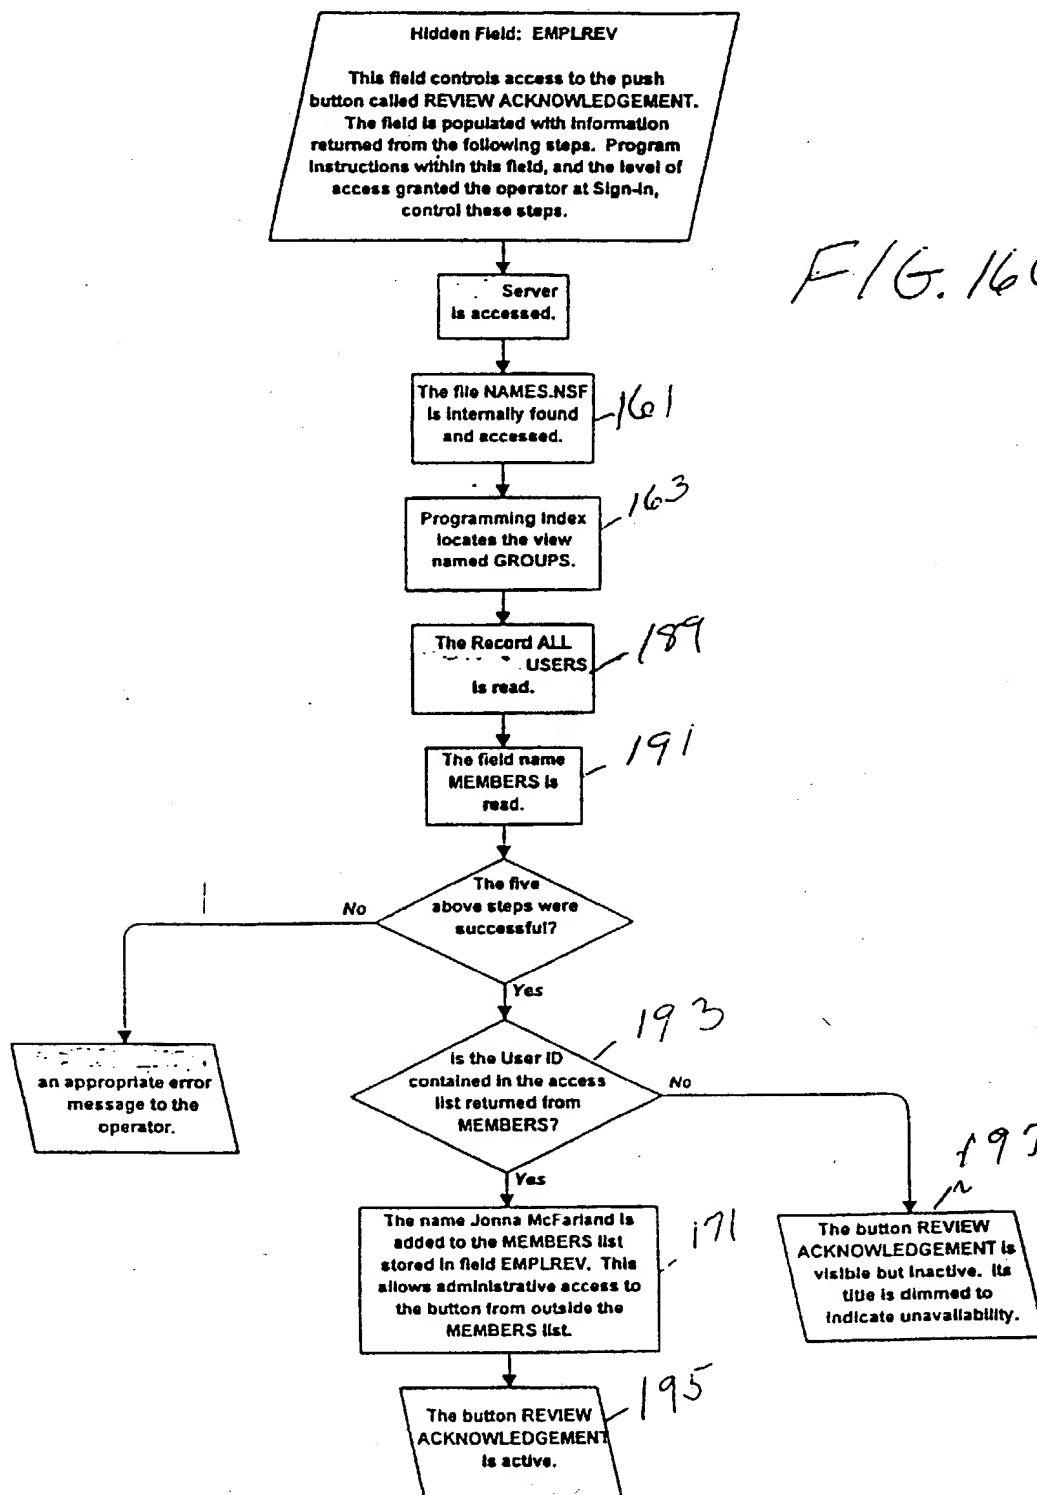 Hidden Field: EMPLREV
This field controls access to the push
button called REVIEW ACKNOWLEDGEMENT.
The field is populated with information
returned from the following steps. Program
instructions within this field, and the level of
access granted the operator at Sign-in,
control these steps.
FIG. 16
Server
is accessed.
The file NAMES.NSF
is internally found
and accessed.
161
Programming index
locates the view
named GROUPS.
163
The Record ALL
USERS
is read.
189
The field name
MEMBERS is
read.
191
The five
above steps were
successful?
No
Yes
an appropriate error
message to the
operator.
Is the User ID
contained in the access
list returned from
MEMBERS?
193
No
Yes
The name Jonna McFarland is
added to the MEMBERS list
stored in field EMPLREV. This
allows administrative access to
the button from outside the
MEMBERS list.
171
The button REVIEW
ACKNOWLEDGEMENT is
visible but inactive. Its
title is dimmed to
indicate unavailability.
The button REVIEW
ACKNOWLEDGEMENT
is active.
195